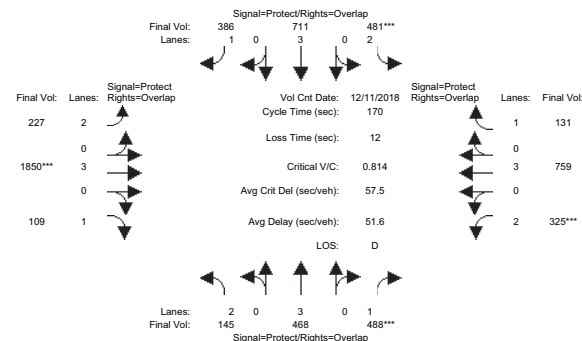 Signal=Protect/Rights=Overlap
Final Vol: 386 711 481***
Lanes: 1 0 3 0 2
Signal=Protect Signal=Protect
Final Vol: Lanes: Rights=Overlap Vol Cnt Date: 12/11/2018 Rights=Overlap Lanes: Final Vol:
Cycle Time (sec): 170
227 2 1 131
Loss Time (sec): 12
0 0
1850*** 3 Critical V/C: 0.814 3 759
0 Avg Crit Del (sec/veh): 57.5 0
109 1 Avg Delay (sec/veh): 51.6 2 325***
LOS: D
Lanes: 2 0 3 0 1
Final Vol: 145 468 488***
Signal=Protect/Rights=Overlap